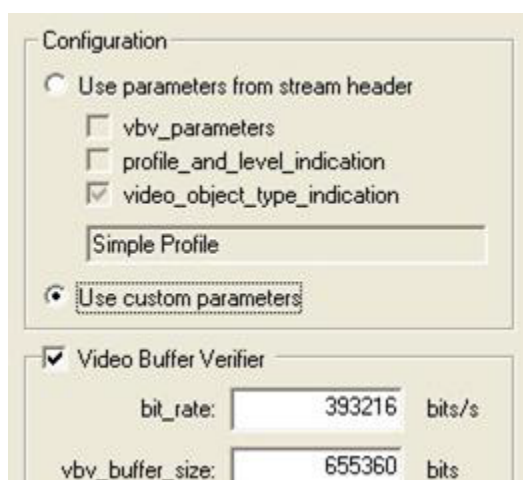 Configuration
Use parameters from stream header
vbv_parameters
profile_and_level_indication
video_object_type_indication
Simple Profile
Use custom parameters
Video Buffer Verifier
bit_rate: 393216 bits/s
vbv_buffer_size: 655360 bits